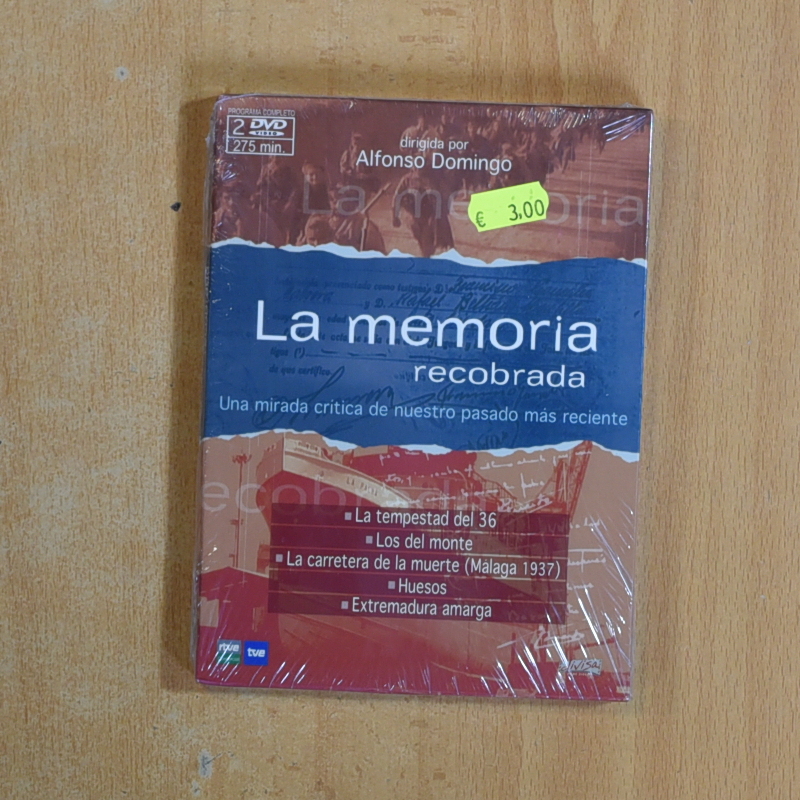 PROGRAMA COMPLETO
2 DVD
VIDEO
275 min.
dirigida por
Alfonso Domingo
La memoria
€ 3,00
La memoria
recobrada
Una mirada crítica de nuestro pasado más reciente
ecobrada
La tempestad del 36
Los del monte
La carretera de la muerte (Málaga 1937)
Huesos
Extremadura amarga
rtve tve